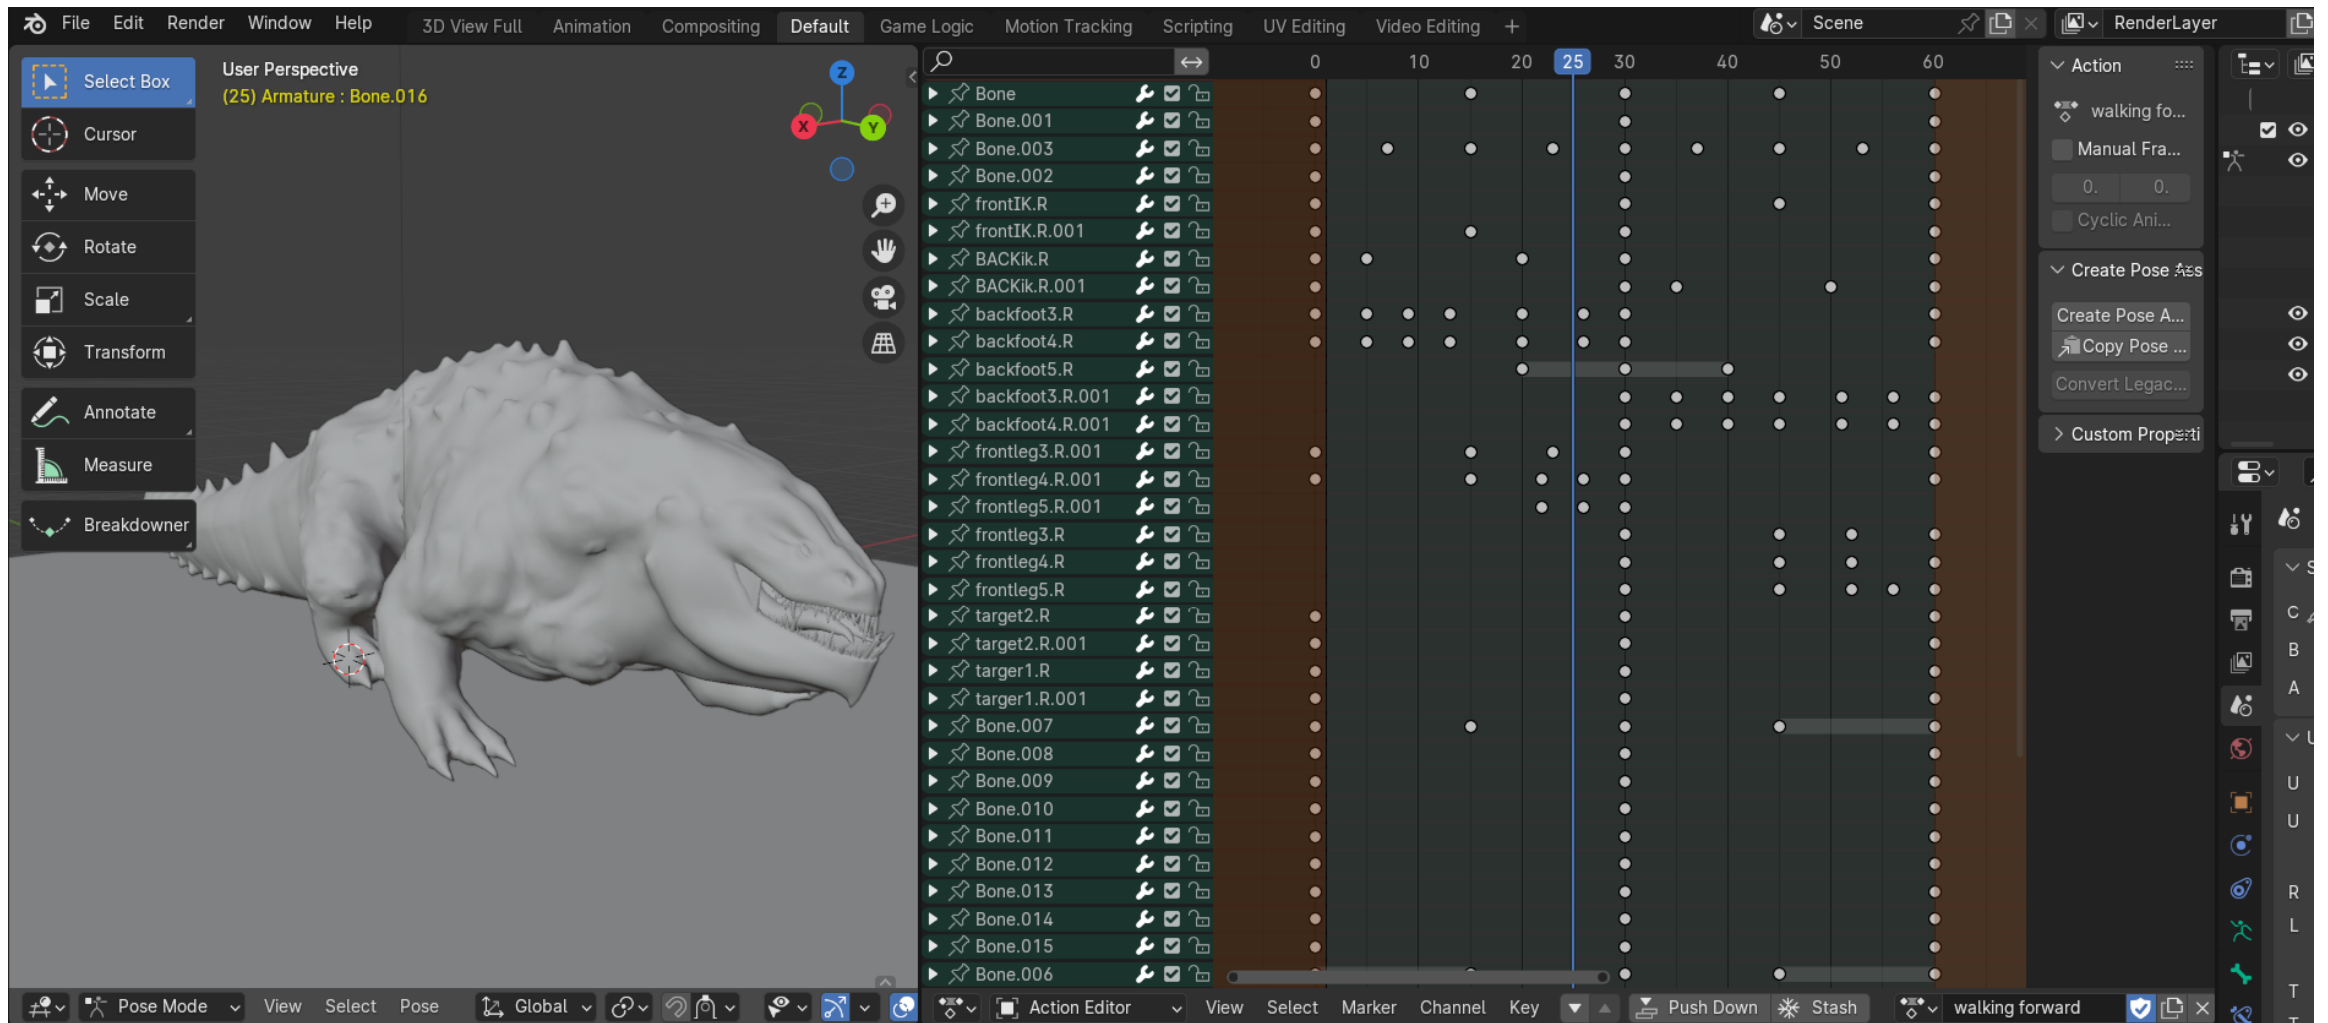 File Edit Render Window Help 3D View Full Animation Compositing Default Game Logic Motion Tracking Scripting UV Editing Video Editing + Scene RenderLayer
Select Box
Cursor
Move
Rotate
Scale
Transform
Annotate
Measure
Breakdowner
User Perspective
(25) Armature : Bone.016
Z
X
Y
0 10 20 25 30 40 50 60
Bone
Bone.001
Bone.003
Bone.002
frontIK.R
frontIK.R.001
BACKik.R
BACKik.R.001
backfoot3.R
backfoot4.R
backfoot5.R
backfoot3.R.001
backfoot4.R.001
frontleg3.R.001
frontleg4.R.001
frontleg5.R.001
frontleg3.R
frontleg4.R
frontleg5.R
target2.R
target2.R.001
targer1.R
targer1.R.001
Bone.007
Bone.008
Bone.009
Bone.010
Bone.011
Bone.012
Bone.013
Bone.014
Bone.015
Bone.006
Action
walking fo...
Manual Fra...
0. 0.
Cyclic Ani...
Create Pose Ass
Create Pose A...
Copy Pose ...
Convert Legac...
Custom Properti
S
C
B
A
U
U
U
R
L
T
Pose Mode View Select Pose Global Action Editor View Select Marker Channel Key Push Down Stash walking forward